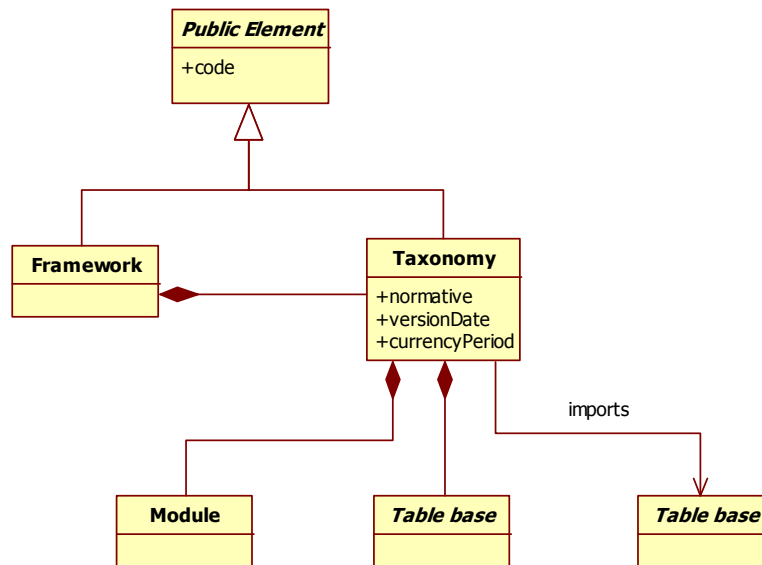 Public Element
+code
Framework
Taxonomy
+normative
+versionDate
+currencyPeriod
imports
Module
Table base
Table base